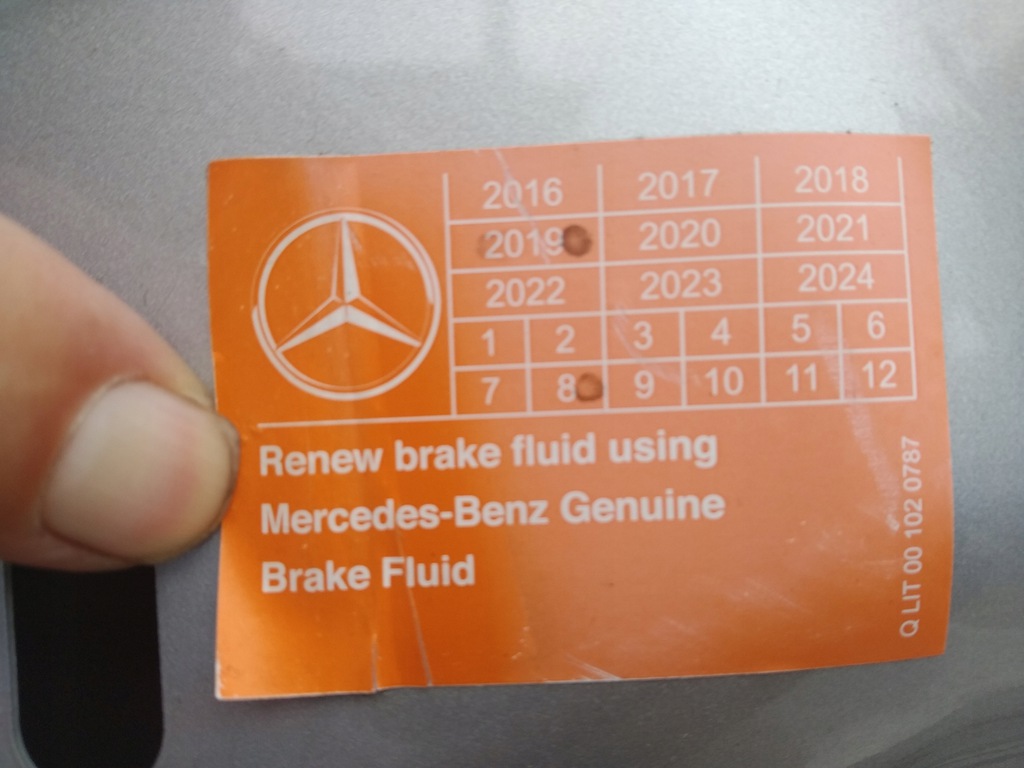 2016 2017 2018
2019 2020 2021
2022 2023 2024
1 2 3 4 5 6
7 8 9 10 11 12
Renew brake fluid using
Mercedes-Benz Genuine
Brake Fluid
Q LIT 00 102 0787